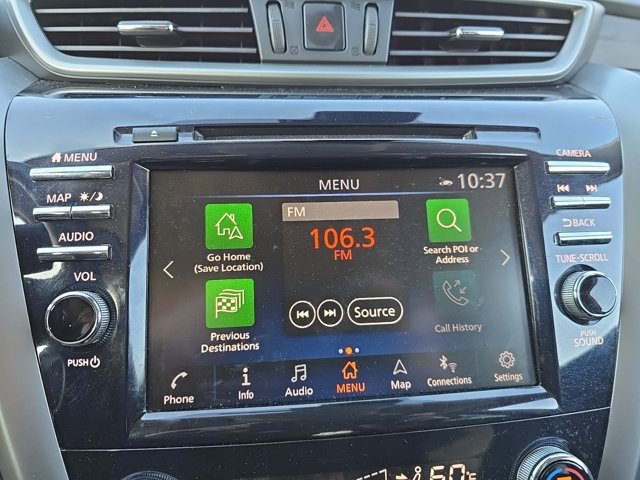 MENU
CAMERA
MAP
AUDIO
BACK
VOL
TUNE·SCROLL
PUSH
PUSH
SOUND
MENU
10:37
FM
106.3
FM
Go Home
(Save Location)
Search POI or
Address
Previous
Destinations
Source
Call History
Phone
Info
Audio
MENU
Map
Connections
Settings
60